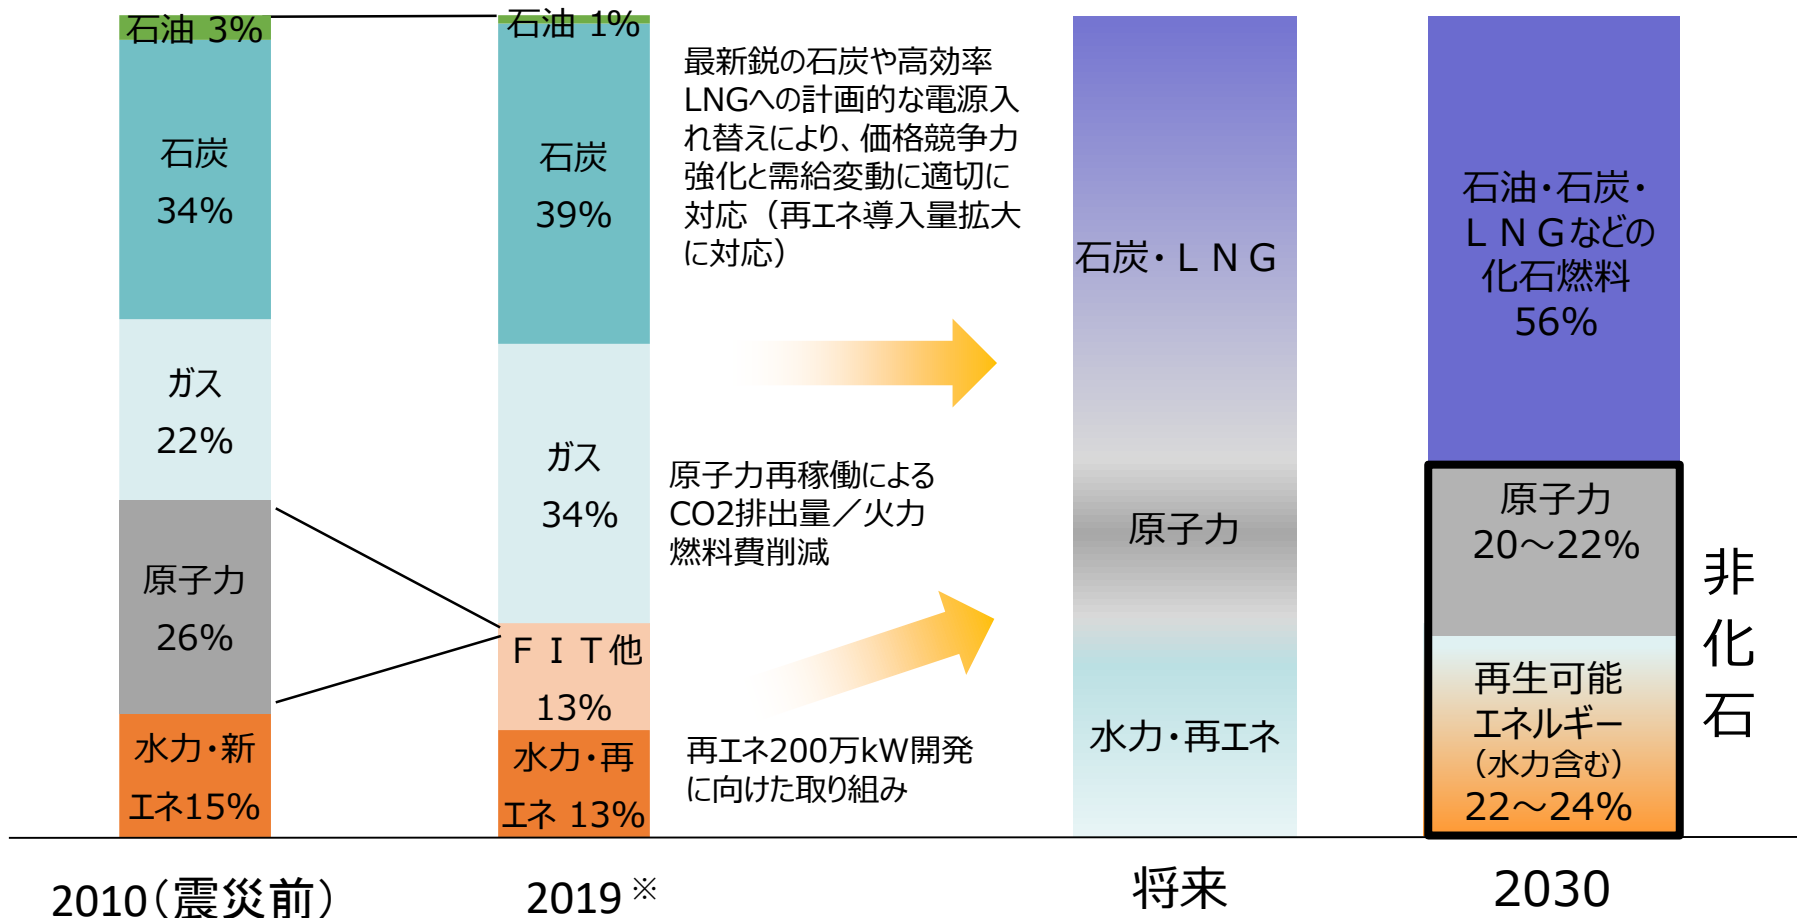 石油 3%
石炭
34%
ガス
22%
原子力
26%
水力・新
エネ15%
2010（震災前）
石油 1%
石炭
39%
ガス
34%
ＦＩＴ他
13%
水力・再
エネ 13%
2019※
最新鋭の石炭や高効率
LNGへの計画的な電源入
れ替えにより、価格競争力
強化と需給変動に適切に
対応（再エネ導入量拡大
に対応）
原子力再稼働による
CO2排出量／火力
燃料費削減
再エネ200万kW開発
に向けた取り組み
石炭・ＬＮＧ
原子力
水力・再エネ
将来
石油・石炭・
ＬＮＧなどの
化石燃料
56%
原子力
20～22%
再生可能
エネルギー
（水力含む）
22～24%
2030
非化石